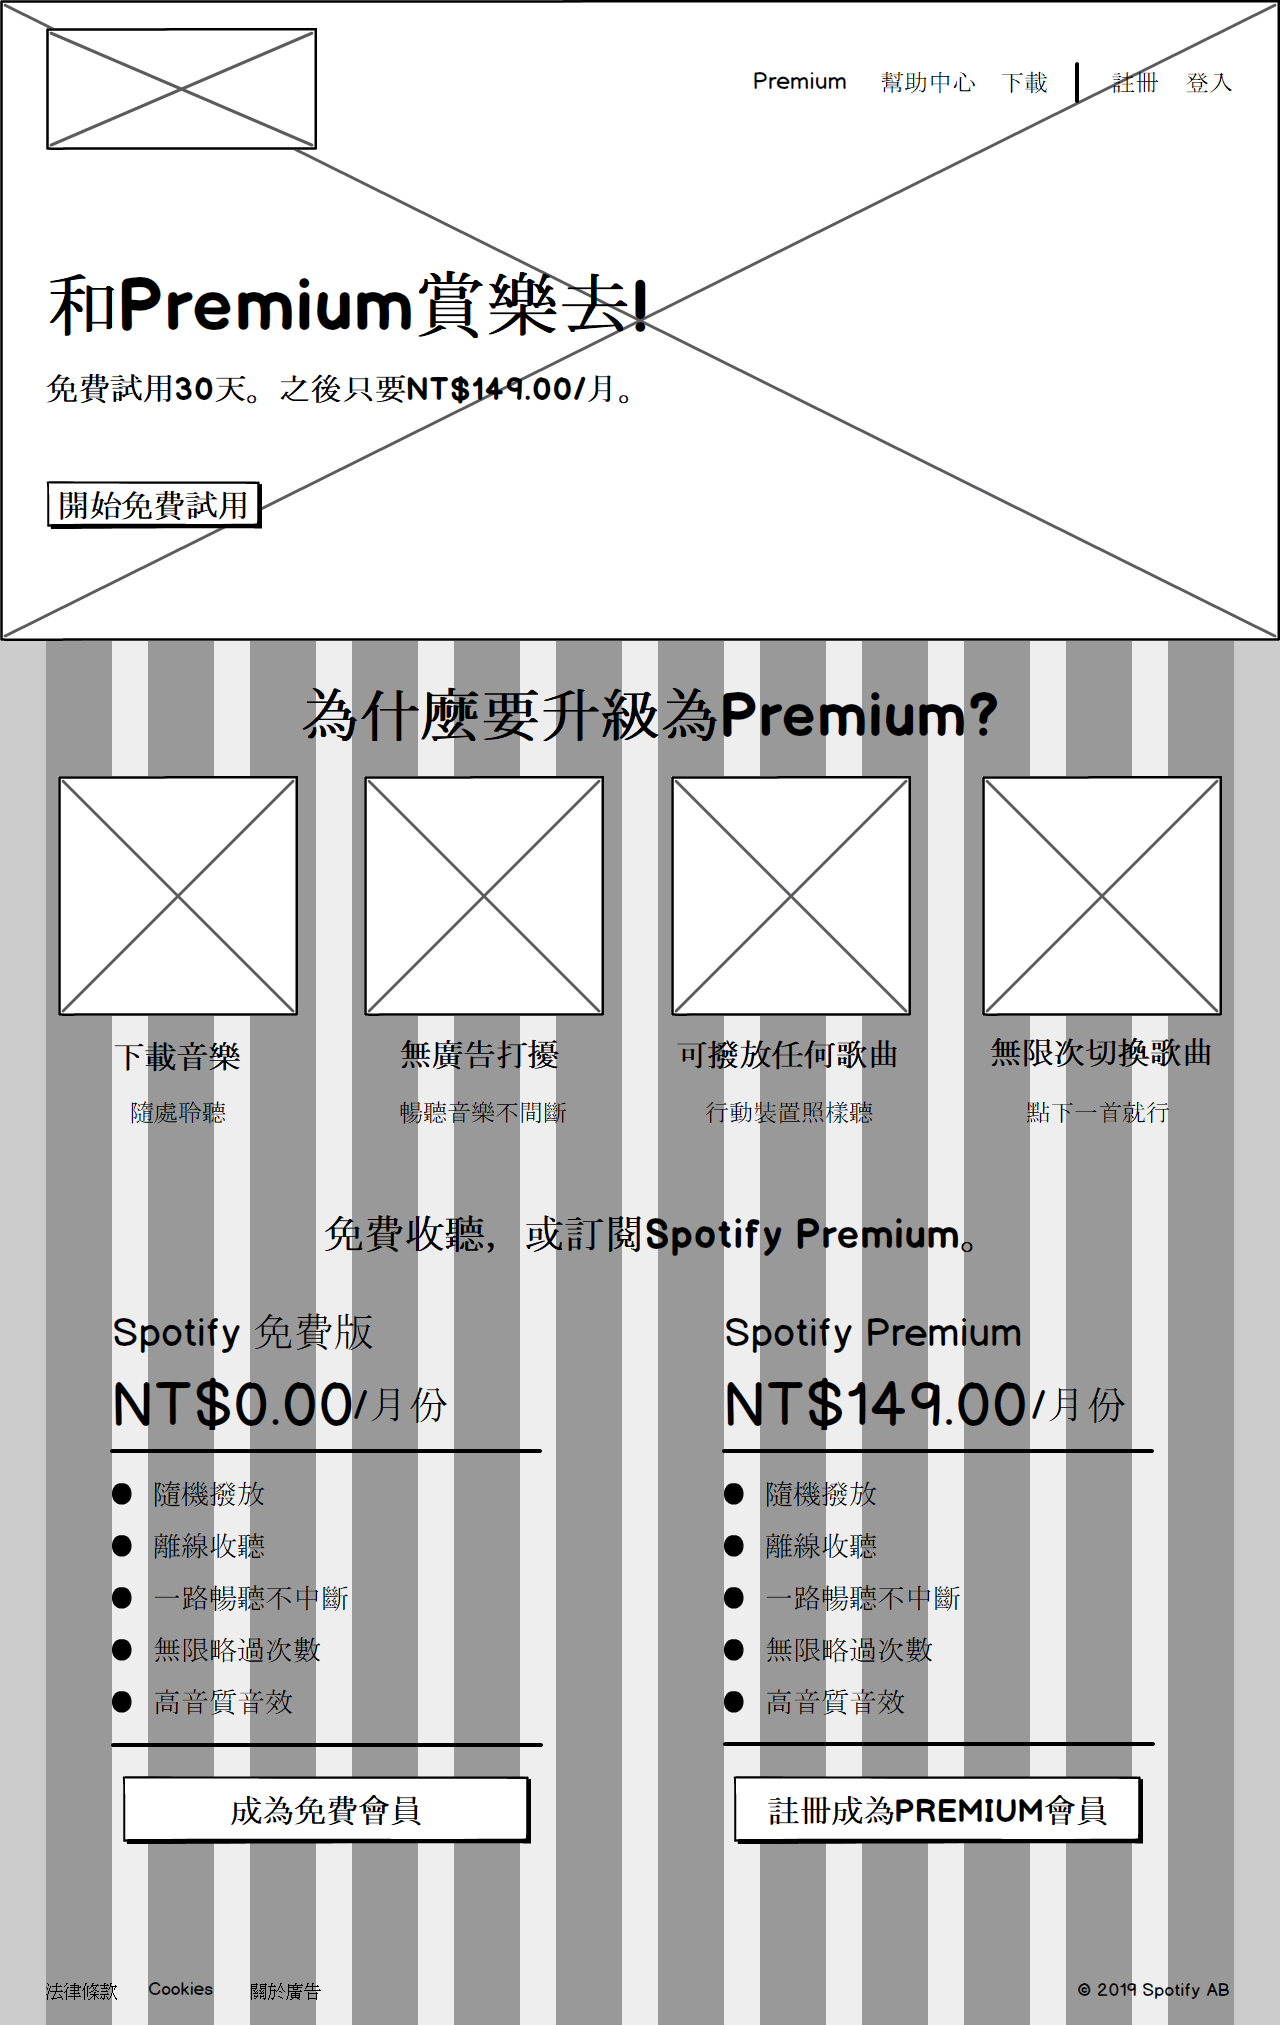 Premium 幫助中心 下載 註冊 登入
和Premium賞樂去!
免費試用30天。之後只要NT$149.00/月。
開始免費試用
為什麼要升級為Premium?
下載音樂 無廣告打擾 可撥放任何歌曲 無限次切換歌曲
隨處聆聽 暢聽音樂不間斷 行動裝置照樣聽 點下一首就行
免費收聽，或訂閱Spotify Premium。
Spotify 免費版
NT$0.00/月份
隨機撥放
離線收聽
一路暢聽不中斷
無限略過次數
高音質音效
成為免費會員
Spotify Premium
NT$149.00/月份
隨機撥放
離線收聽
一路暢聽不中斷
無限略過次數
高音質音效
註冊成為PREMIUM會員
法律條款 Cookies 關於廣告 © 2019 Spotify AB